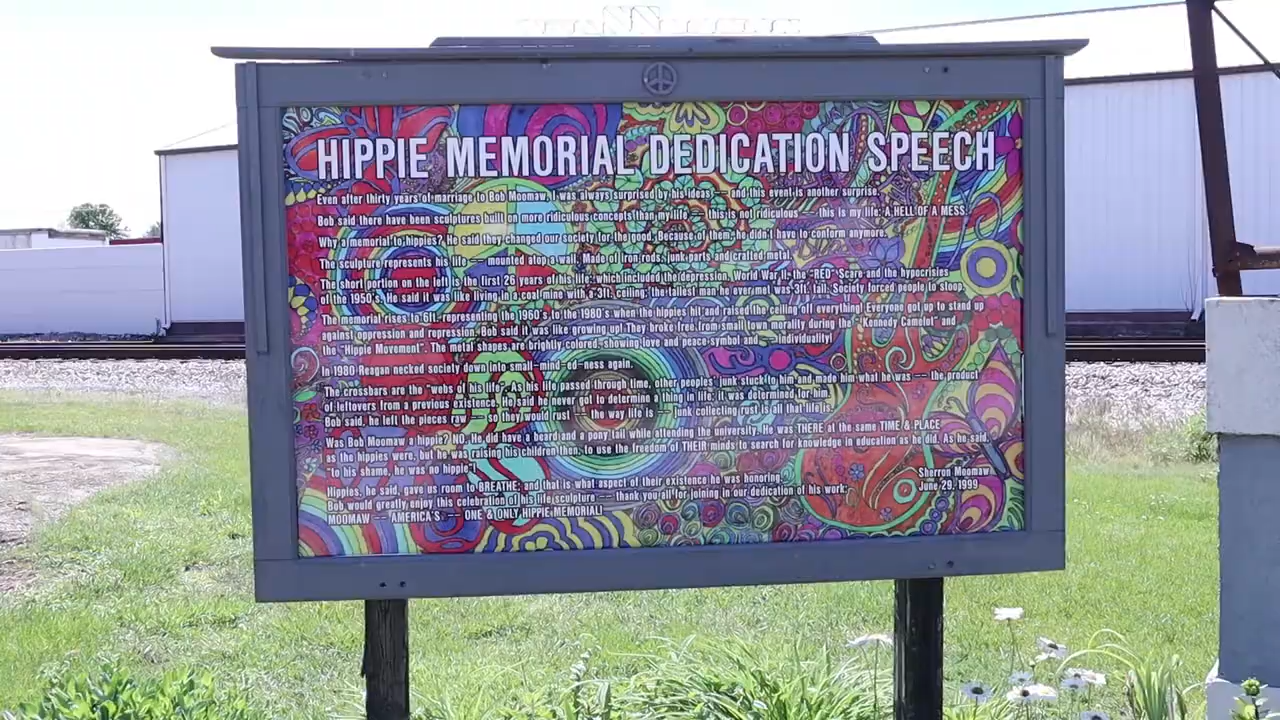 HIPPIE MEMORIAL DEDICATION SPEECH
Even after thirty years of marriage to Bob Moomaw I was always surprised by his ideas — and this event is another surprise.
Bob said there have been sculptures built on more ridiculous concepts than my life — this is not ridiculous — this is my life: A HELL OF A MESS.
Why a memorial to hippies? He said they changed our society for the good. Because of them, he didn't have to conform anymore.
The sculpture represents his life — mounted atop a wall. Made of iron rods, junk parts and crafted metal.
The short portion on the left is the first 26 years of his life: which included the depression, World War II, the "RED" Scare and the hypocrisies
of the 1950's. He said it was like living in a coal mine with a 3ft. ceiling: the tallest man he ever met was 3ft. tall. Society forced people to stoop.
The memorial rises to 6ft, representing the 1960's, to the 1980's when the hippies hit and raised the ceiling off everything! Everyone got up to stand up
against oppression and repression. Bob said it was like growing up! They broke free from sham in morality during the "Kennedy Camelot" and
the "Hippie Movement". The metal shapes are brightly colored, showing love and peace symbol and — individuality!
In 1980 Reagan necked society down into small-mind-ed-ness again.
The crossbars are the "webs of his life". As his life passed through time, other peoples' junk stuck to him and made him what he was — the product
of leftovers from a previous existence. He said he never got to determine in life; it was determined for him.
Bob said, he left the pieces raw so they would rust — the way life is — junk collecting rust is all that life is.
Was Bob Moomaw a hippie? NO. He did have a beard and a pony tail while attending the university. He was THERE at the same TIME & PLACE
as the hippies were, but he was raising his children then, to use the freedom of THEIR minds to search for knowledge in education as he did. As he said,
to his shame, he was no hippie"!
Hippies, he said, gave us room to BREATHE; and that is what aspect of their existence he was honoring.
Bob would greatly enjoy this celebration of his life sculpture — thank you all for joining in our dedication of his work:
MOOMAW — AMERICA'S — ONE & ONLY HIPPIE MEMORIAL!
Sherron Moomaw
June 29, 1999